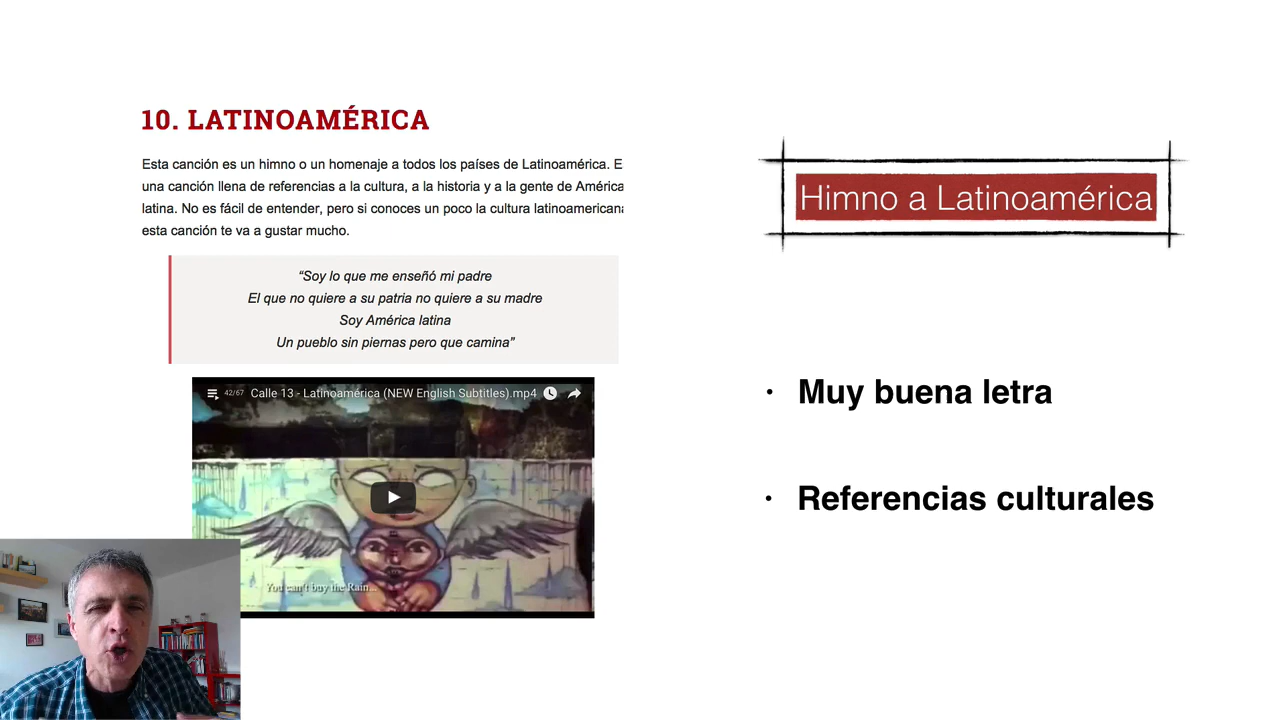 10. LATINOAMÉRICA
Esta canción es un himno o un homenaje a todos los países de Latinoamérica. E
una canción llena de referencias a la cultura, a la historia y a la gente de América
latina. No es fácil de entender, pero si conoces un poco la cultura latinoamericana
esta canción te va a gustar mucho.
“Soy lo que me enseñó mi padre
El que no quiere a su patria no quiere a su madre
Soy América latina
Un pueblo sin piernas pero que camina”
42/67 Calle 13 - Latinoamérica (NEW English Subtitles).mp4
You can't buy the Rain...
Himno a Latinoamérica
· Muy buena letra
· Referencias culturales